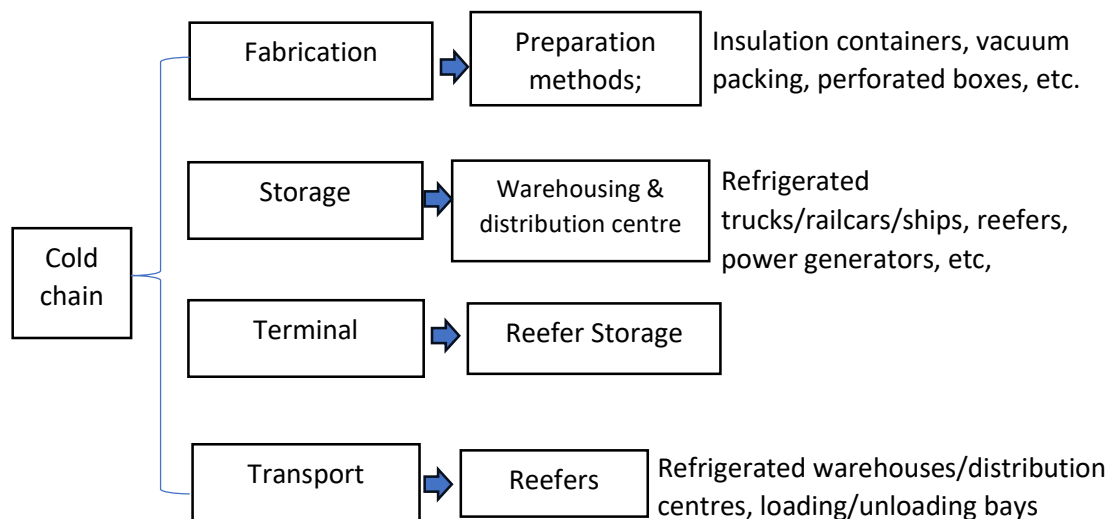 Fabrication
Preparation
methods;
Insulation containers, vacuum
packing, perforated boxes, etc.
Storage
Warehousing &
distribution centre
Refrigerated
trucks/railcars/ships, reefers,
power generators, etc,
Cold
chain
Terminal
Reefer Storage
Transport
Reefers
Refrigerated warehouses/distribution
centres, loading/unloading bays